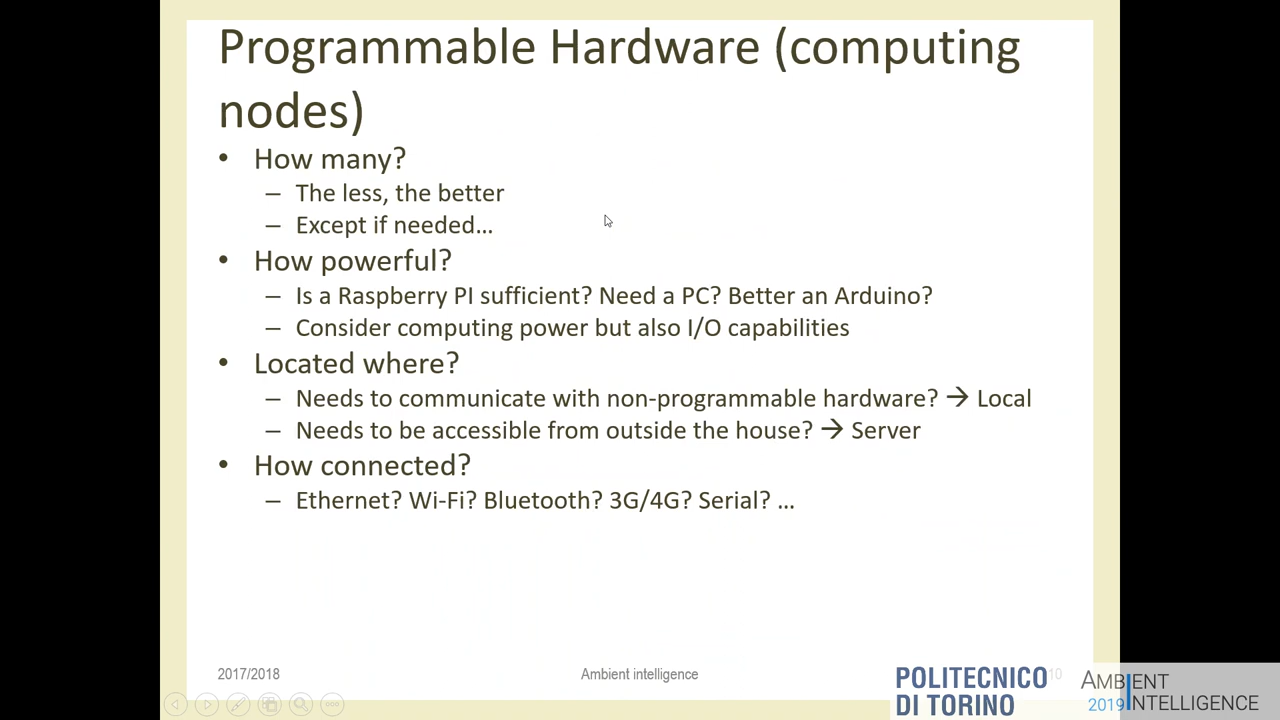 Programmable Hardware (computing
nodes)
• How many?
– The less, the better
– Except if needed...
• How powerful?
– Is a Raspberry PI sufficient? Need a PC? Better an Arduino?
– Consider computing power but also I/O capabilities
• Located where?
– Needs to communicate with non-programmable hardware? → Local
– Needs to be accessible from outside the house? → Server
• How connected?
– Ethernet? Wi-Fi? Bluetooth? 3G/4G? Serial? ...
2017/2018
Ambient intelligence
10
POLITECNICO
DI TORINO
AMBIENT
2019 INTELLIGENCE